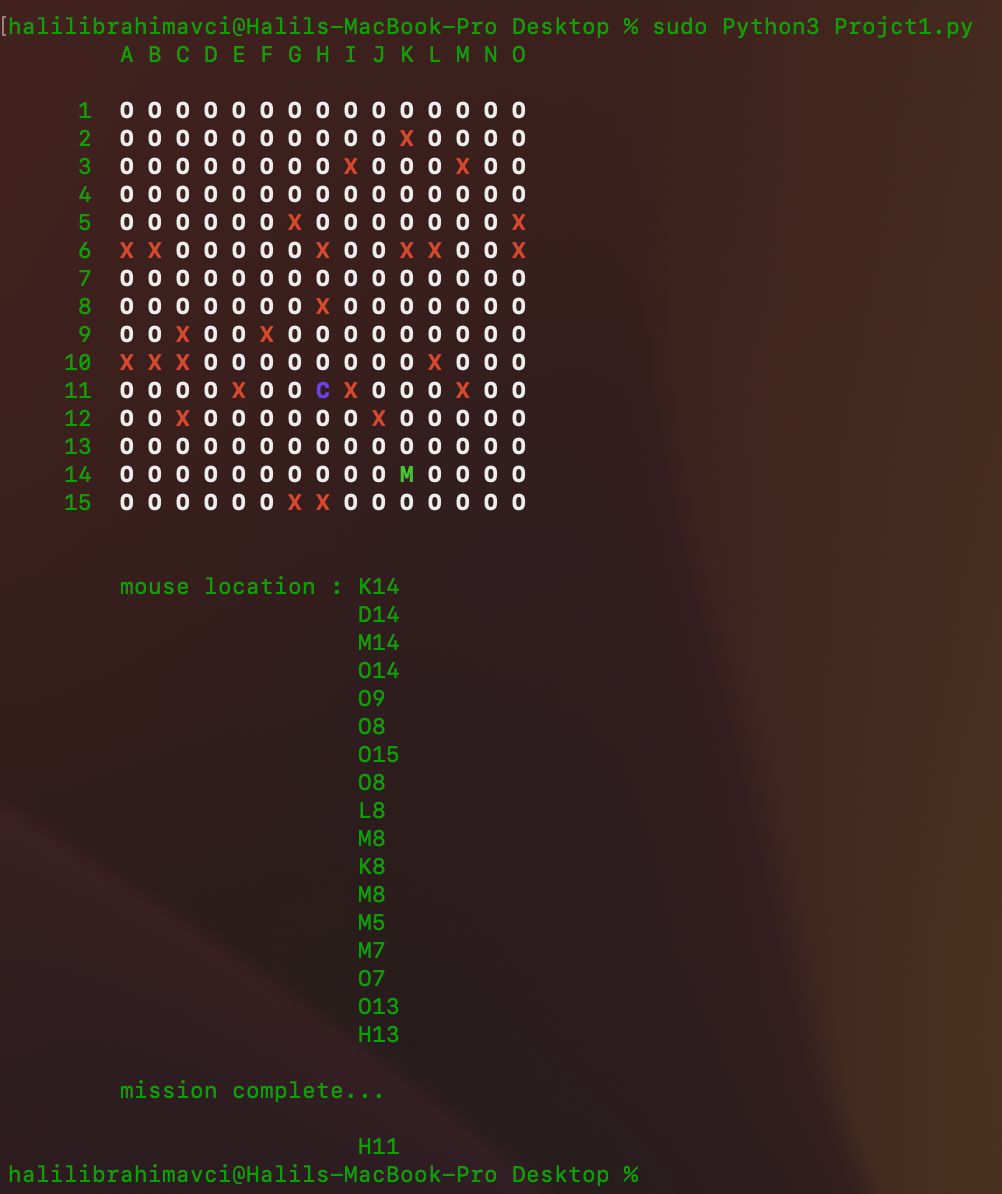 [halilibrahimavci@Halils-MacBook-Pro Desktop % sudo Python3 Projct1.py
A B C D E F G H I J K L M N O
1 0 0 0 0 0 0 0 0 0 0 0 0 0 0 0
2 0 0 0 0 0 0 0 0 0 0 X 0 0 0 0
3 0 0 0 0 0 0 0 0 X 0 0 0 X 0 0
4 0 0 0 0 0 0 0 0 0 0 0 0 0 0 0
5 0 0 0 0 0 0 X 0 0 0 0 0 0 0 X
6 X X 0 0 0 0 0 X 0 0 X X 0 0 X
7 0 0 0 0 0 0 0 0 0 0 0 0 0 0 0
8 0 0 0 0 0 0 0 X 0 0 0 0 0 0 0
9 0 0 X 0 0 X 0 0 0 0 0 0 0 0 0
10 X X X 0 0 0 0 0 0 0 0 X 0 0 0
11 0 0 0 0 X 0 0 C X 0 0 0 X 0 0
12 0 0 X 0 0 0 0 0 0 X 0 0 0 0 0
13 0 0 0 0 0 0 0 0 0 0 0 0 0 0 0
14 0 0 0 0 0 0 0 0 0 0 M 0 0 0 0
15 0 0 0 0 0 0 X X 0 0 0 0 0 0 0
mouse location : K14
D14
M14
O14
O9
O8
O15
O8
L8
M8
K8
M8
M5
M7
O7
O13
H13
mission complete...
H11
halilibrahimavci@Halils-MacBook-Pro Desktop %